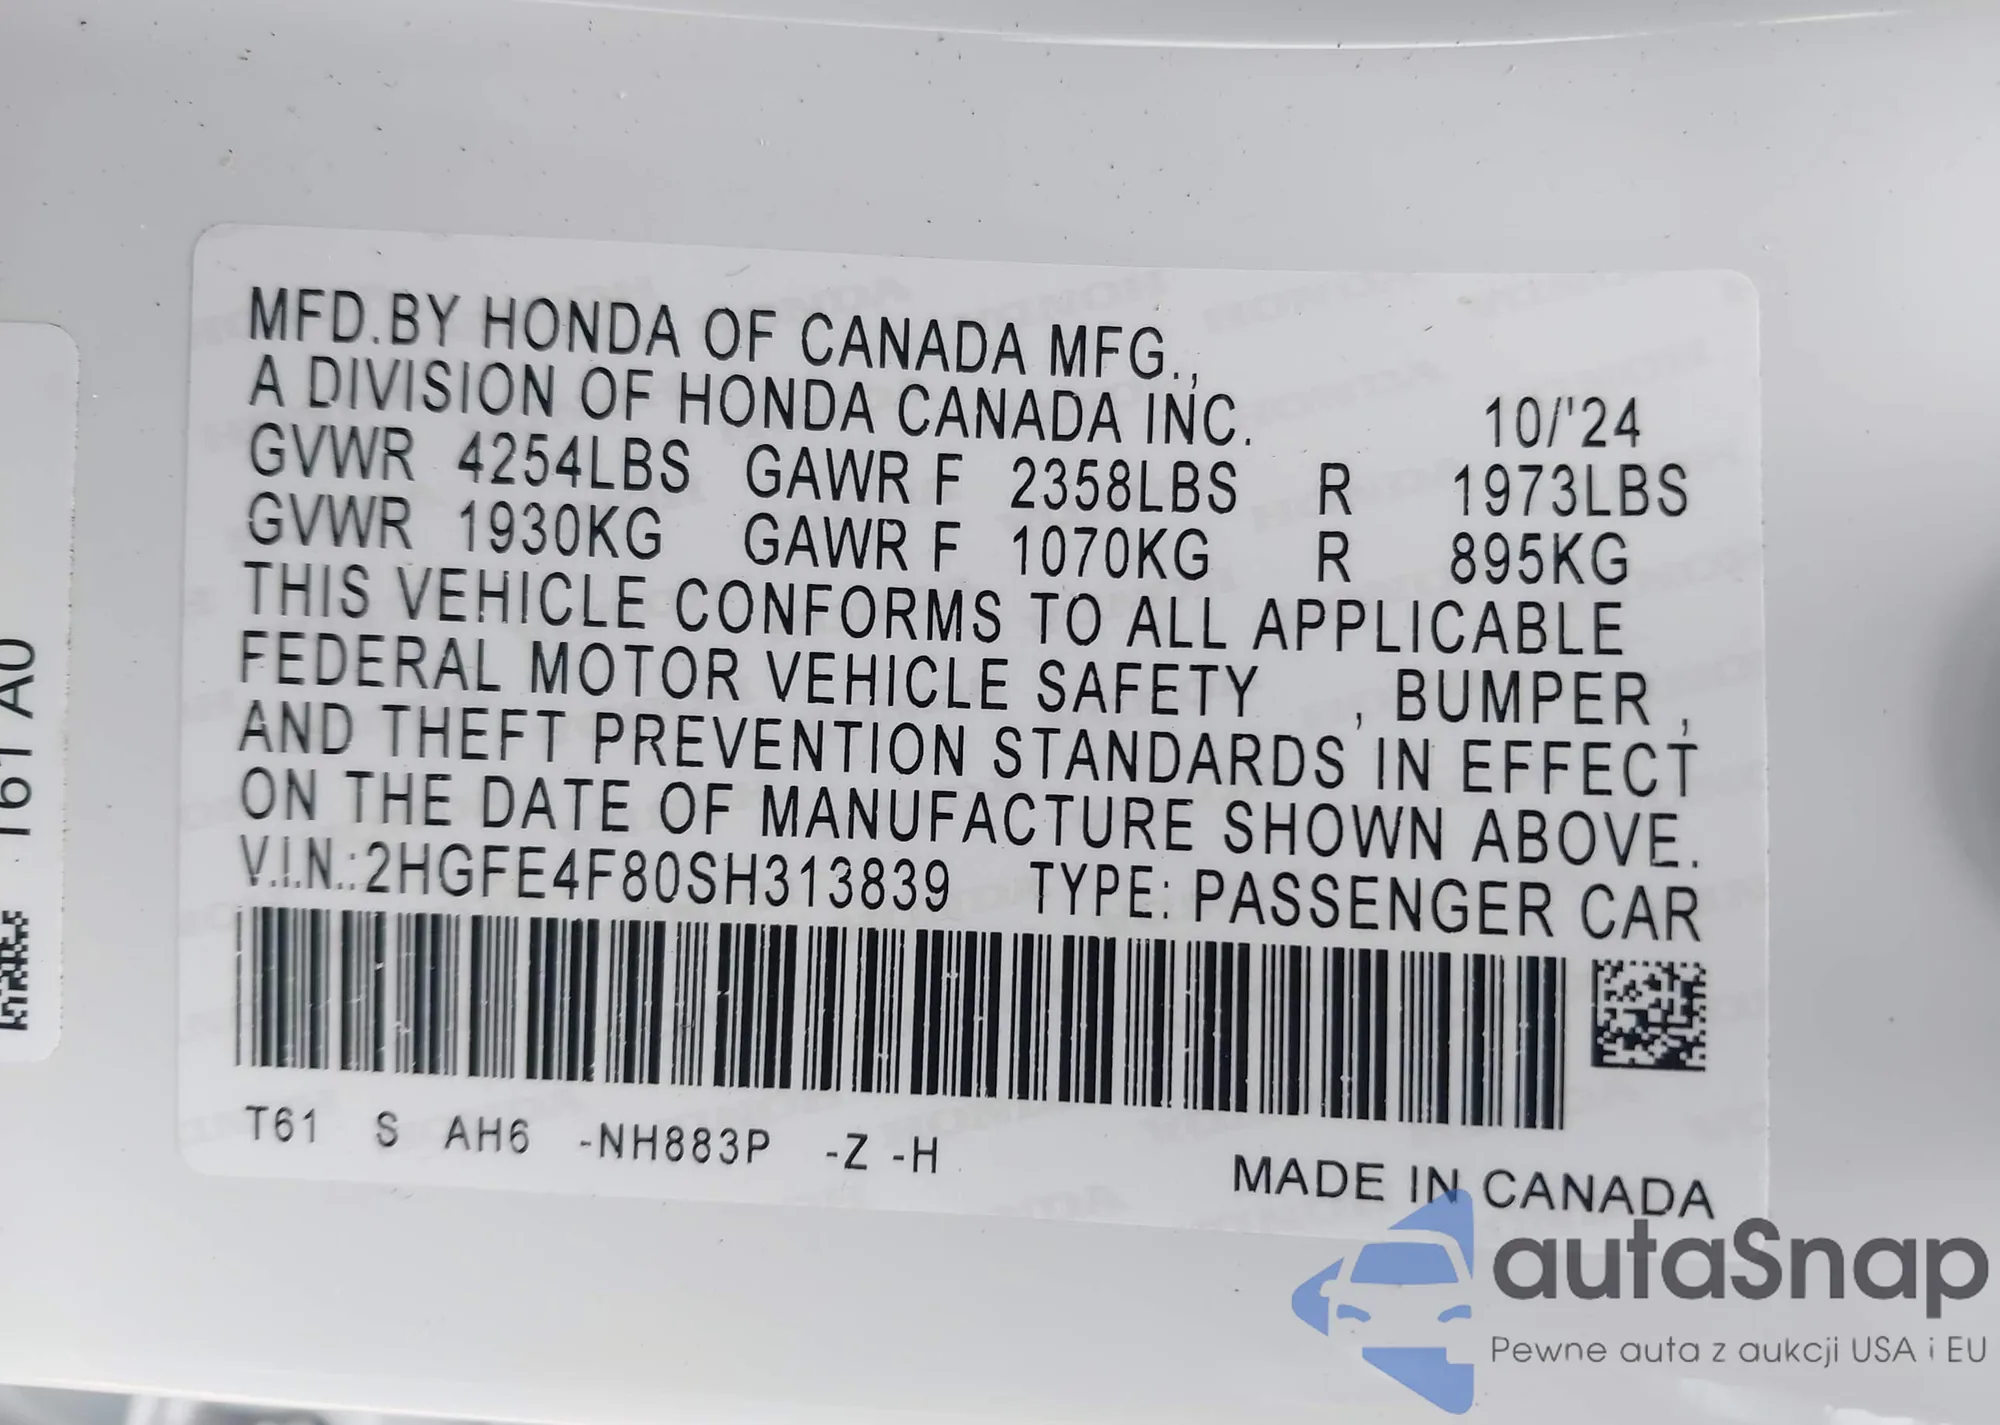 MFD.BY HONDA OF CANADA MFG.,
A DIVISION OF HONDA CANADA INC. 10/'24
GVWR 4254LBS GAWR F 2358LBS R 1973LBS
GVWR 1930KG GAWR F 1070KG R 895KG
THIS VEHICLE CONFORMS TO ALL APPLICABLE
FEDERAL MOTOR VEHICLE SAFETY , BUMPER ,
AND THEFT PREVENTION STANDARDS IN EFFECT
ON THE DATE OF MANUFACTURE SHOWN ABOVE.
V.I.N.:2HGFE4F80SH313839 TYPE: PASSENGER CAR
T61 S AH6 -NH883P -Z -H
MADE IN CANADA
T61 A0
autaSnap
Pewne auta z aukcji USA i EU